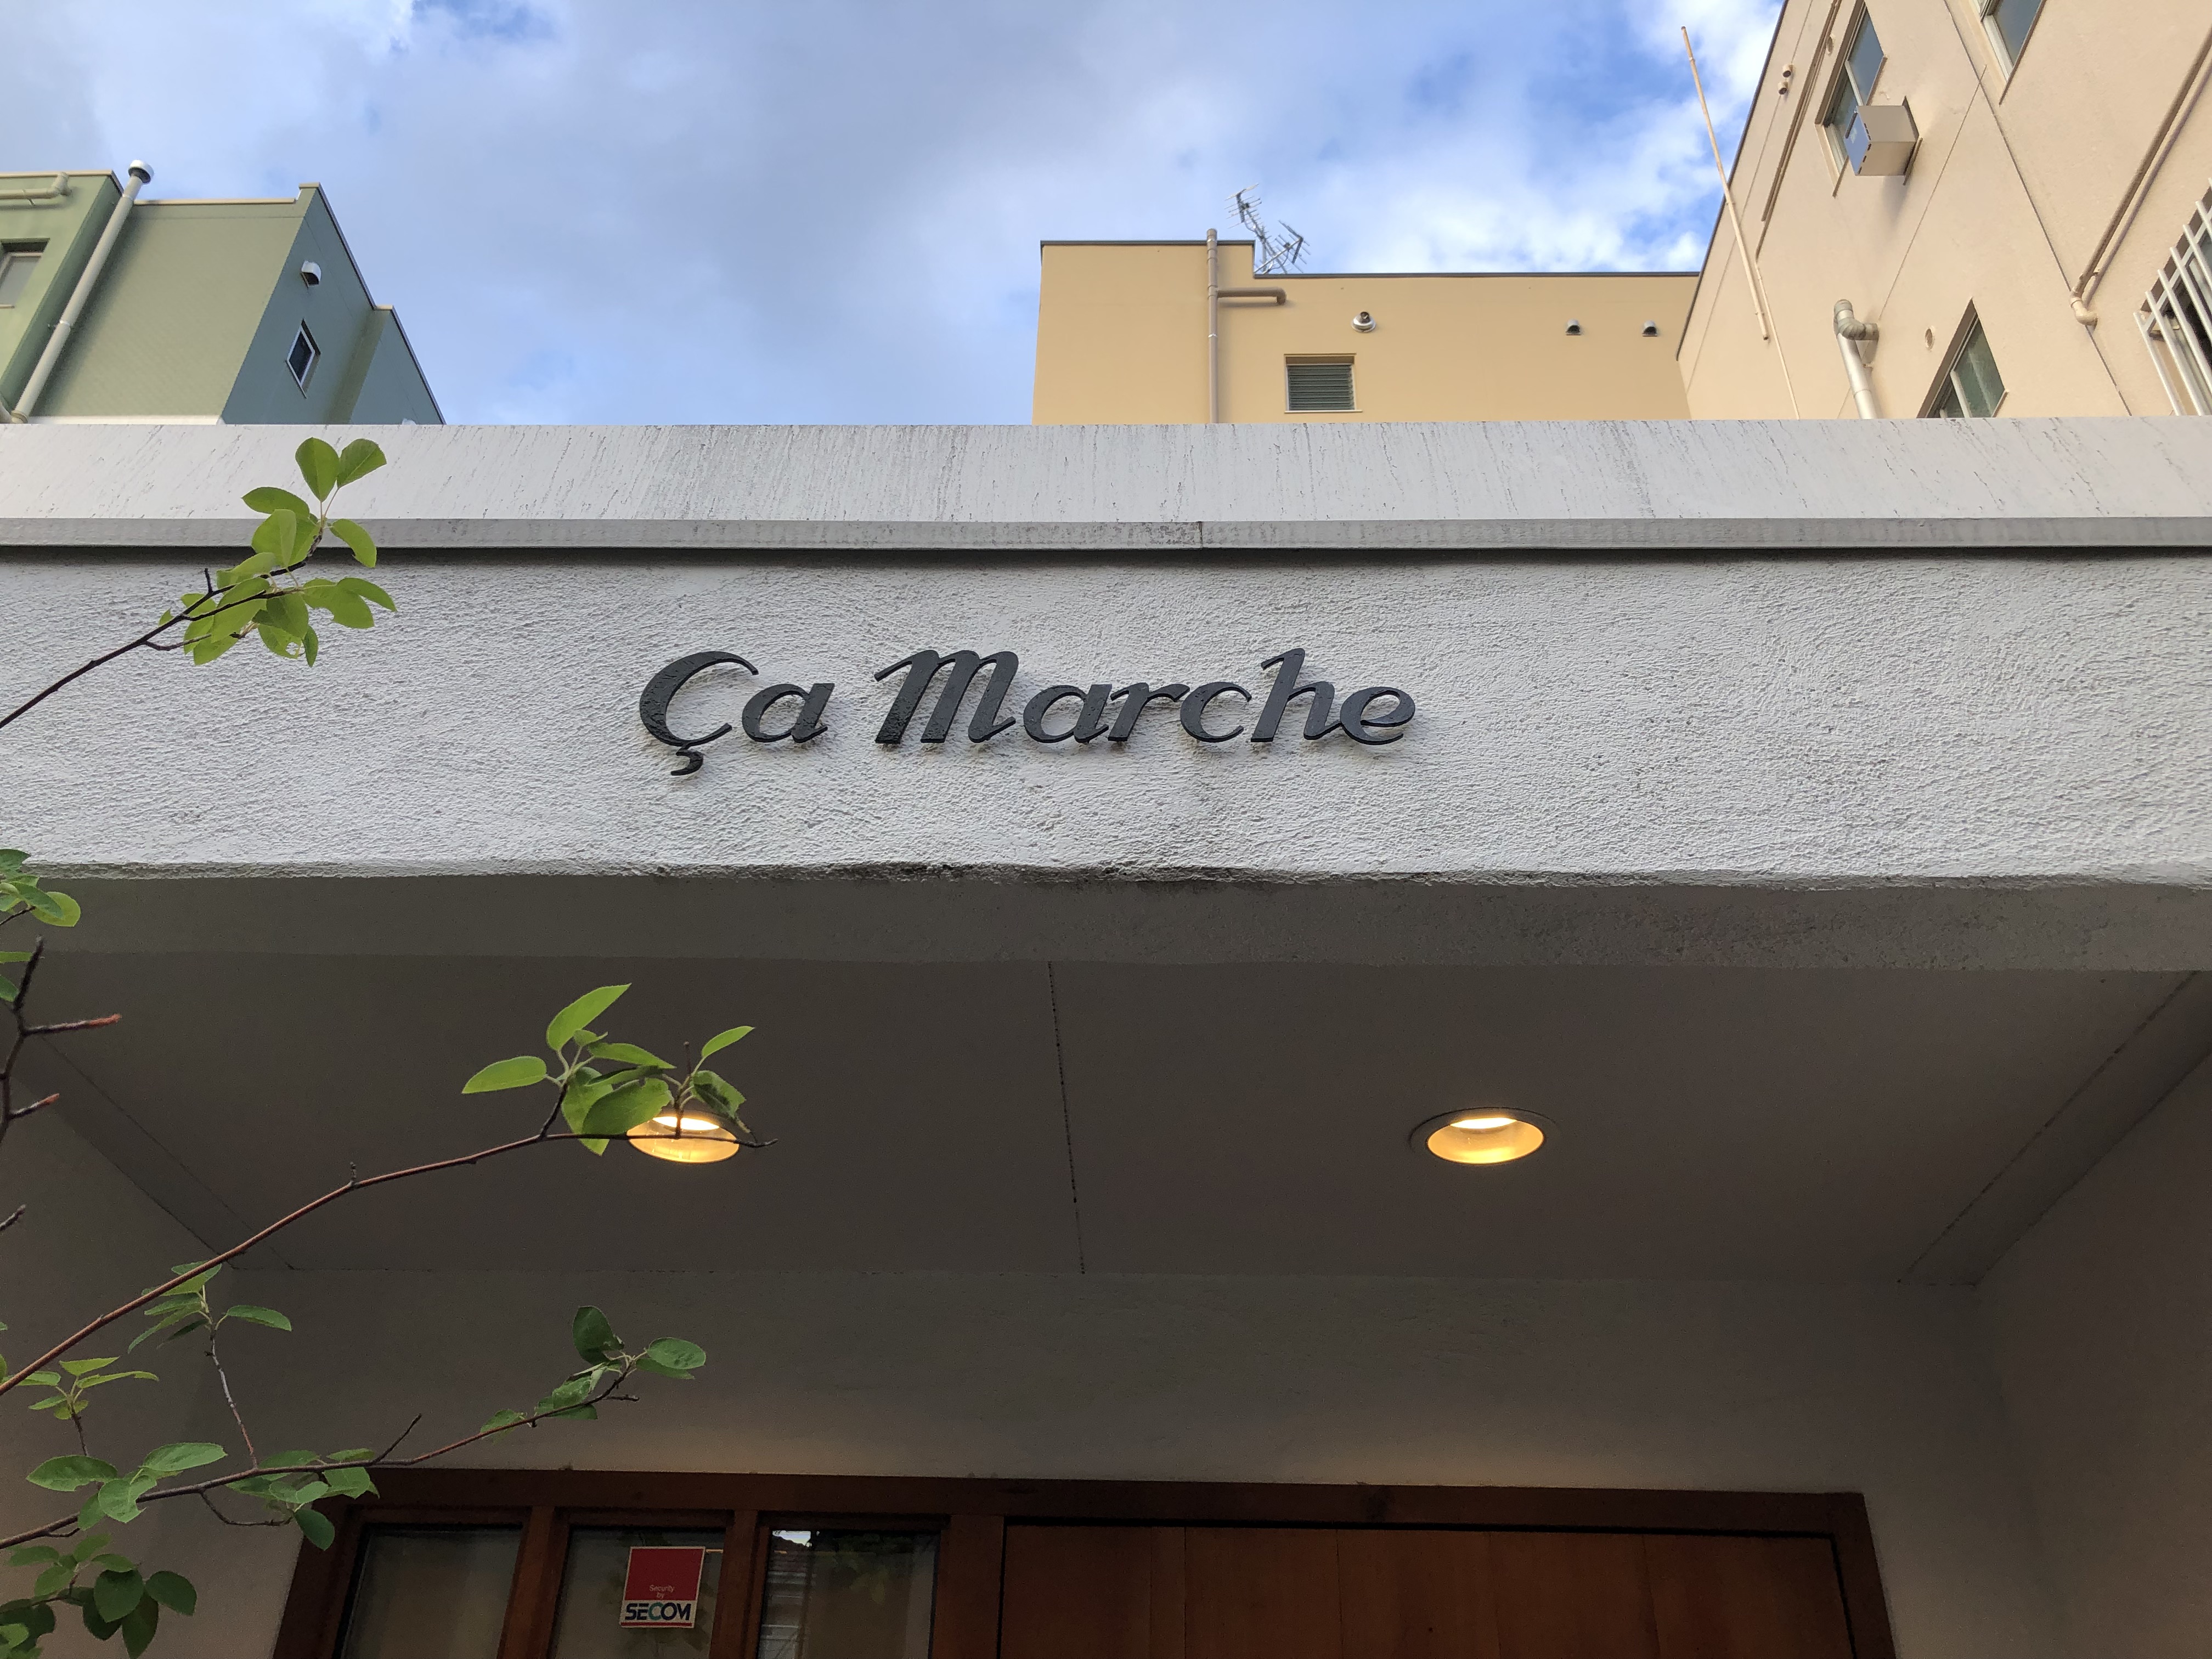 Ça Marche
Security
by
SECOM